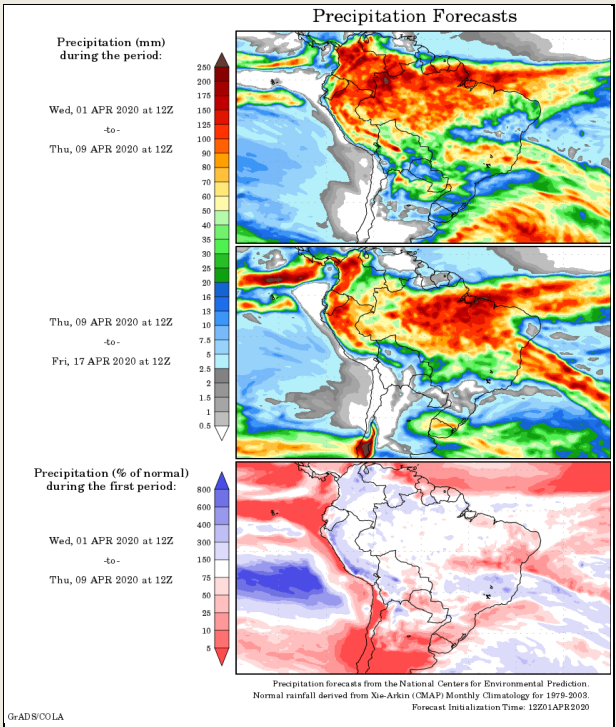 Precipitation Forecasts
Precipitation (mm)
during the period:
Wed, 01 APR 2020 at 12Z
-to-
Thu, 09 APR 2020 at 12Z
250
200
175
150
125
100
90
80
70
60
50
40
35
30
25
20
16
13
10
7.5
5
2.5
2
1.5
1
0.5
Thu, 09 APR 2020 at 12Z
-to-
Fri, 17 APR 2020 at 12Z
Precipitation (% of normal)
during the first period:
Wed, 01 APR 2020 at 12Z
-to-
Thu, 09 APR 2020 at 12Z
800
600
400
300
150
75
50
25
10
5
Precipitation forecasts from the National Centers for Environmental Prediction.
Normal rainfall derived from Xie-Arkin (CMAP) Monthly Climatology for 1979-2003.
Forecast Initialization Time: 12Z01APR2020
GrADS/COLA